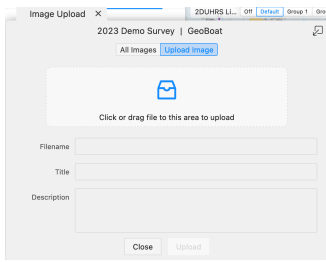 Image Upload ×
2DUHRS Li... Off Default Group 1 Gro
2023 Demo Survey | GeoBoat
All Images Upload Image
Click or drag file to this area to upload
Filename
Title
Description
Close Upload